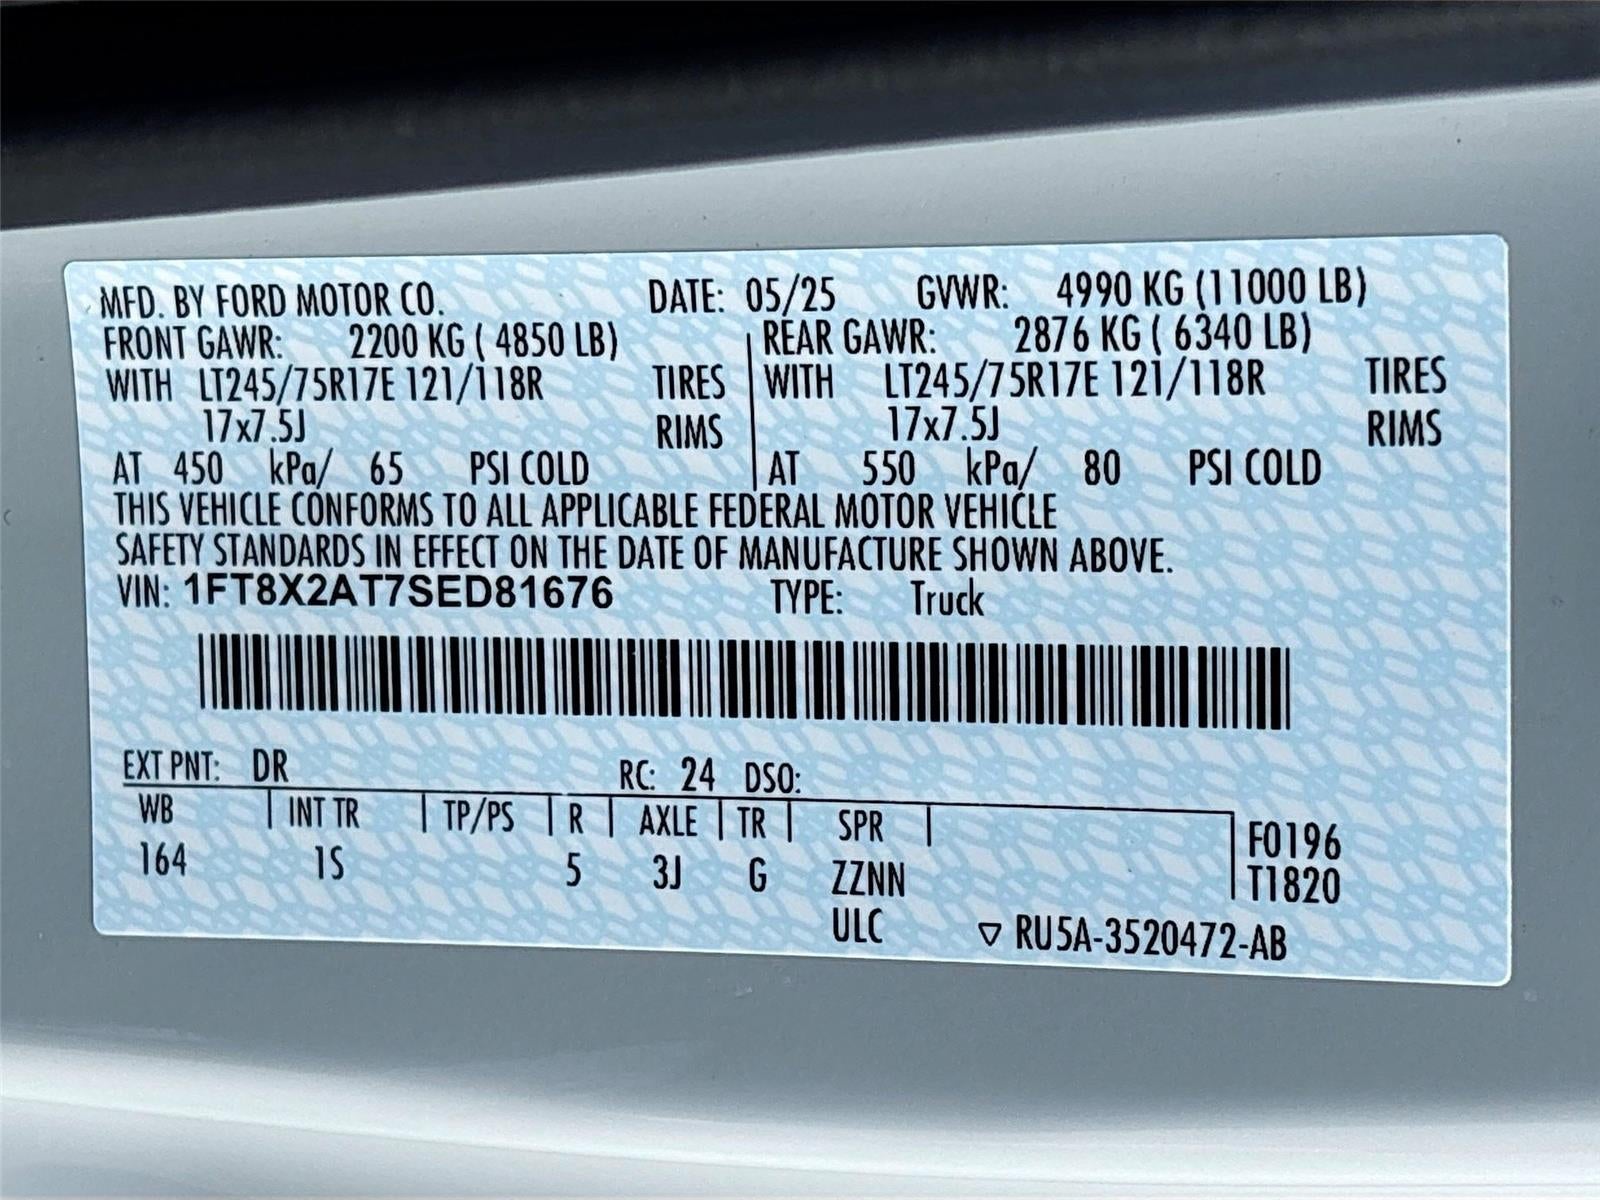 MFD. BY FORD MOTOR CO. DATE: 05/25 GVWR: 4990 KG (11000 LB)
FRONT GAWR: 2200 KG ( 4850 LB) REAR GAWR: 2876 KG ( 6340 LB)
WITH LT245/75R17E 121/118R TIRES WITH LT245/75R17E 121/118R TIRES
17x7.5J RIMS 17x7.5J RIMS
AT 450 kPa/ 65 PSI COLD AT 550 kPa/ 80 PSI COLD
THIS VEHICLE CONFORMS TO ALL APPLICABLE FEDERAL MOTOR VEHICLE
SAFETY STANDARDS IN EFFECT ON THE DATE OF MANUFACTURE SHOWN ABOVE.
VIN: 1FT8X2AT7SED81676 TYPE: Truck
EXT PNT: DR RC: 24 DSO:
WB INT TR TP/PS R AXLE TR SPR F0196
164 1S 5 3J G ZZNN T1820
ULC ▽ RU5A-3520472-AB